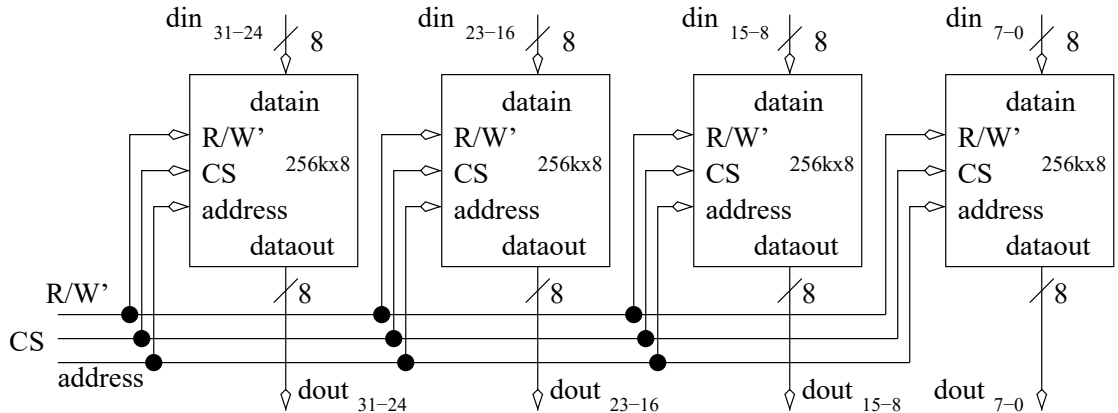 din 31−24 8 din 23−16 8 din 15−8 8 din 7−0 8
datain datain datain datain
R/W’ R/W’ R/W’ R/W’
CS 256kx8 CS 256kx8 CS 256kx8 CS 256kx8
address address address address
dataout dataout dataout dataout
R/W’ 8 8 8 8
CS
address
dout 31−24 dout 23−16 dout 15−8 dout 7−0